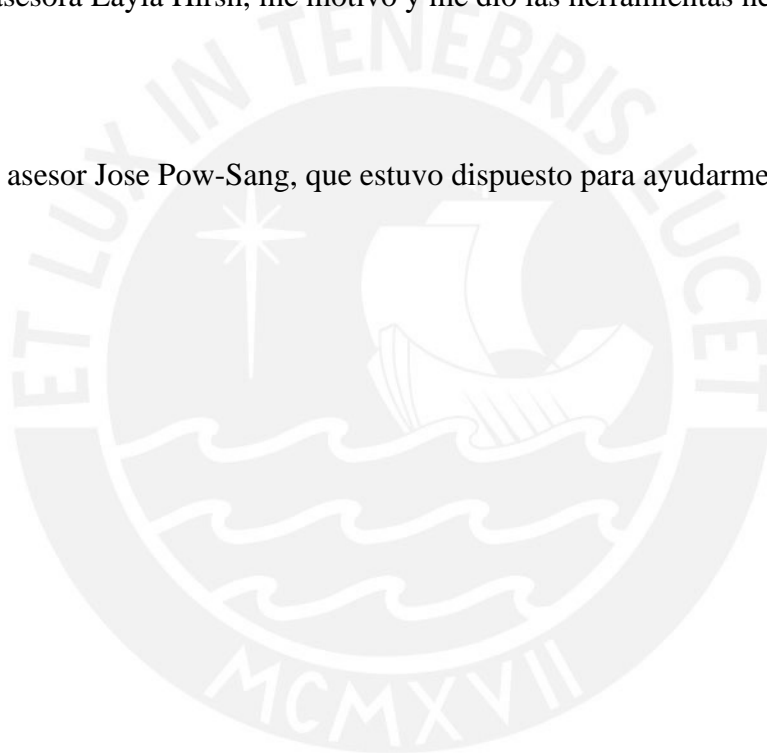 asesora Layla Hirsh, me motivó y me dio las herramientas
asesor Jose Pow-Sang, que estuvo dispuesto para ayudarme
ET LUX IN TENEBRIS LUCET
MCMXVII